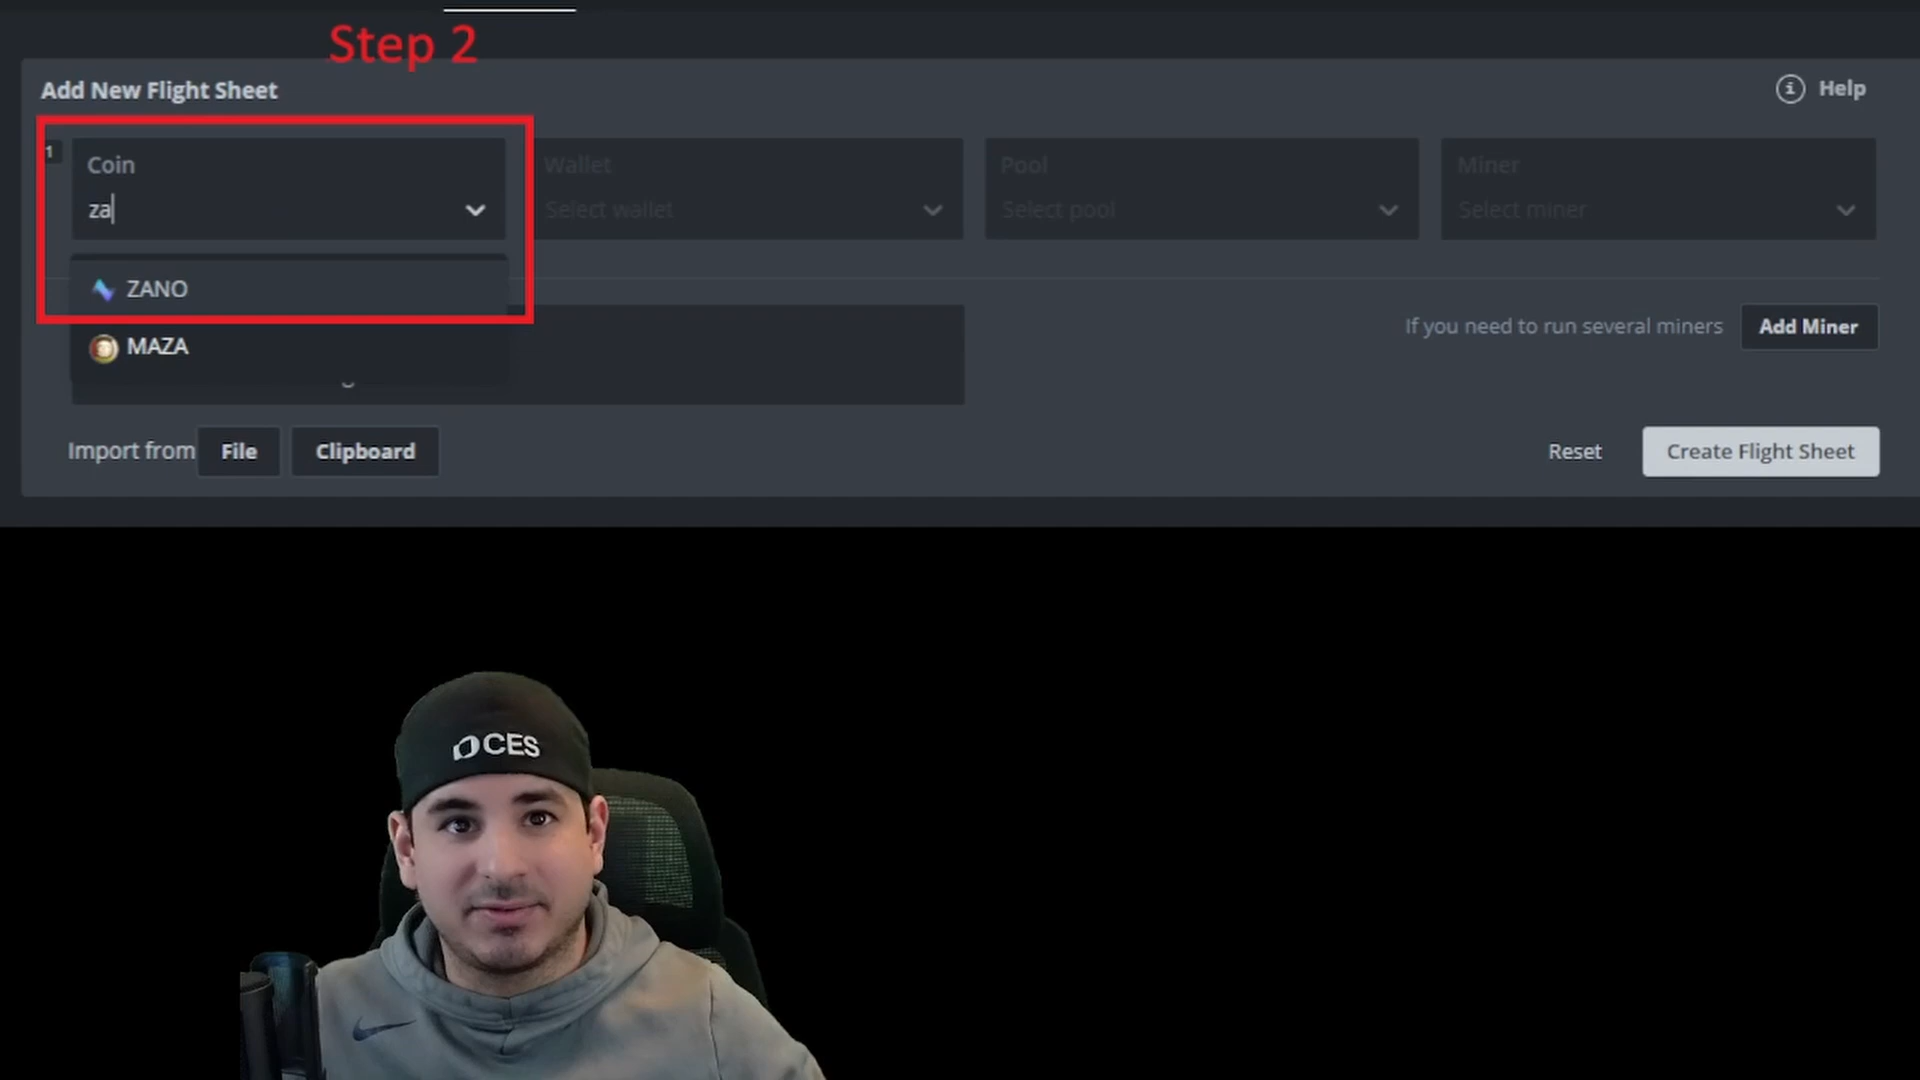 Step 2
Add New Flight Sheet
Help
1
Coin
za
Wallet
Select wallet
Pool
Select pool
Miner
Select miner
ZANO
MAZA
If you need to run several miners
Add Miner
Import from
File
Clipboard
Reset
Create Flight Sheet
CES